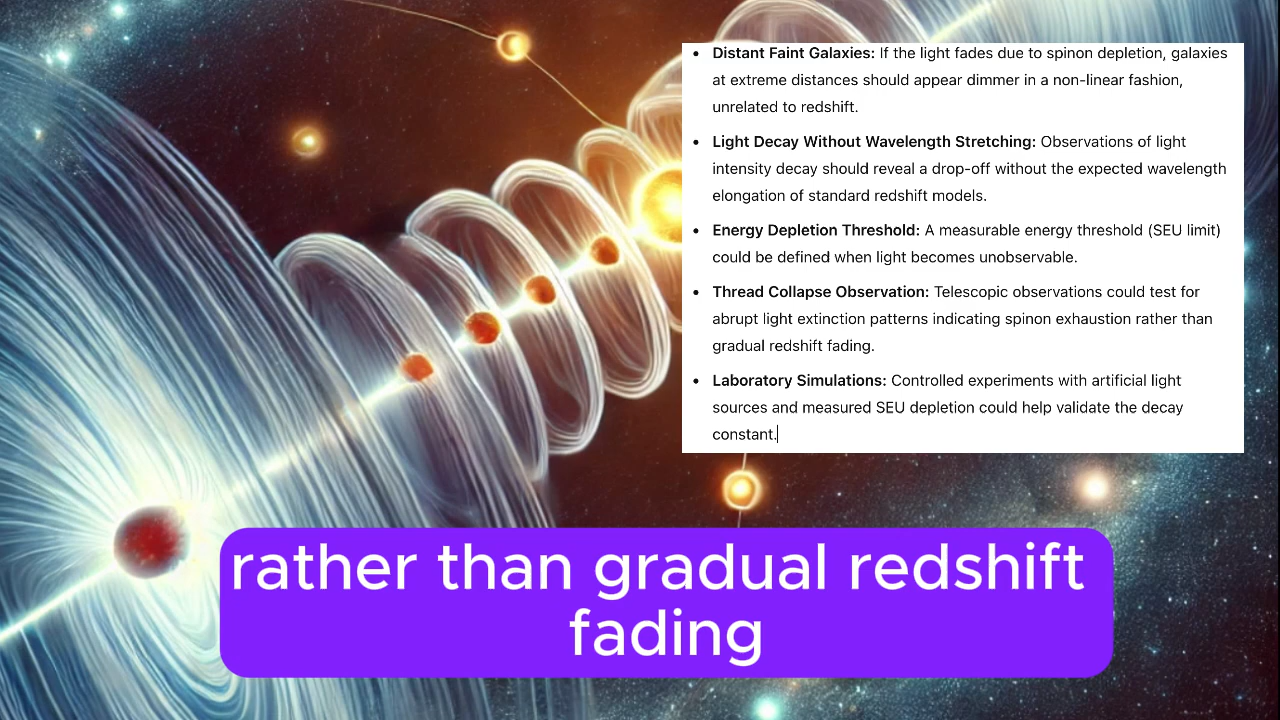 • Distant Faint Galaxies: If the light fades due to spinon depletion, galaxies
at extreme distances should appear dimmer in a non-linear fashion,
unrelated to redshift.
• Light Decay Without Wavelength Stretching: Observations of light
intensity decay should reveal a drop-off without the expected wavelength
elongation of standard redshift models.
• Energy Depletion Threshold: A measurable energy threshold (SEU limit)
could be defined when light becomes unobservable.
• Thread Collapse Observation: Telescopic observations could test for
abrupt light extinction patterns indicating spinon exhaustion rather than
gradual redshift fading.
• Laboratory Simulations: Controlled experiments with artificial light
sources and measured SEU depletion could help validate the decay
constant.
rather than gradual redshift
fading